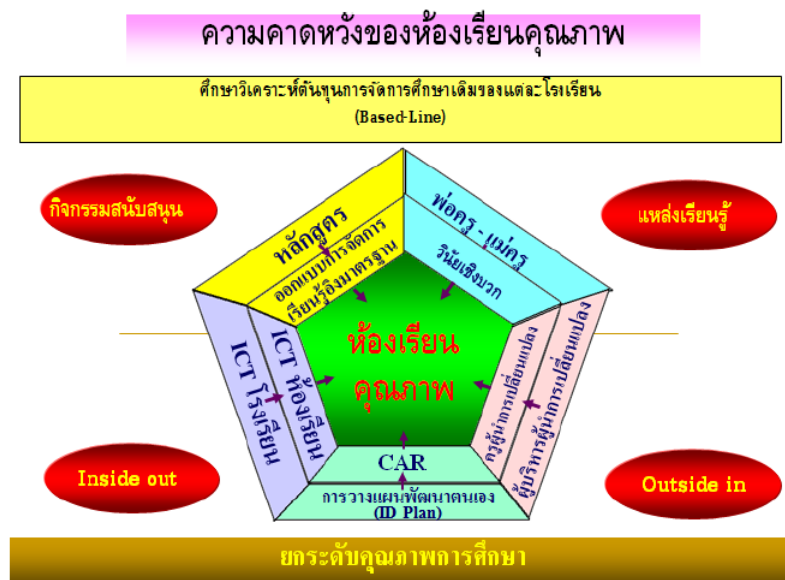 ความคาดหวังของห้องเรียนคุณภาพ
ศึกษาวิเคราะห์ต้นทุนการจัดการศึกษาเดิมของแต่ละโรงเรียน
(Based-Line)
กิจกรรมสนับสนุน
แหล่งเรียนรู้
หลักสูตร
ออกแบบการจัดการ
เรียนรู้อิงมาตรฐาน
พ่อครู - แม่ครู
วินัยเชิงบวก
ICT โรงเรียน
ICT ห้องเรียน
ห้องเรียน
คุณภาพ
ครูผู้นำการเปลี่ยนแปลง
ผู้บริหารผู้นำการเปลี่ยนแปลง
CAR
การวางแผนพัฒนาตนเอง
(ID Plan)
Inside out
Outside in
ยกระดับคุณภาพการศึกษา